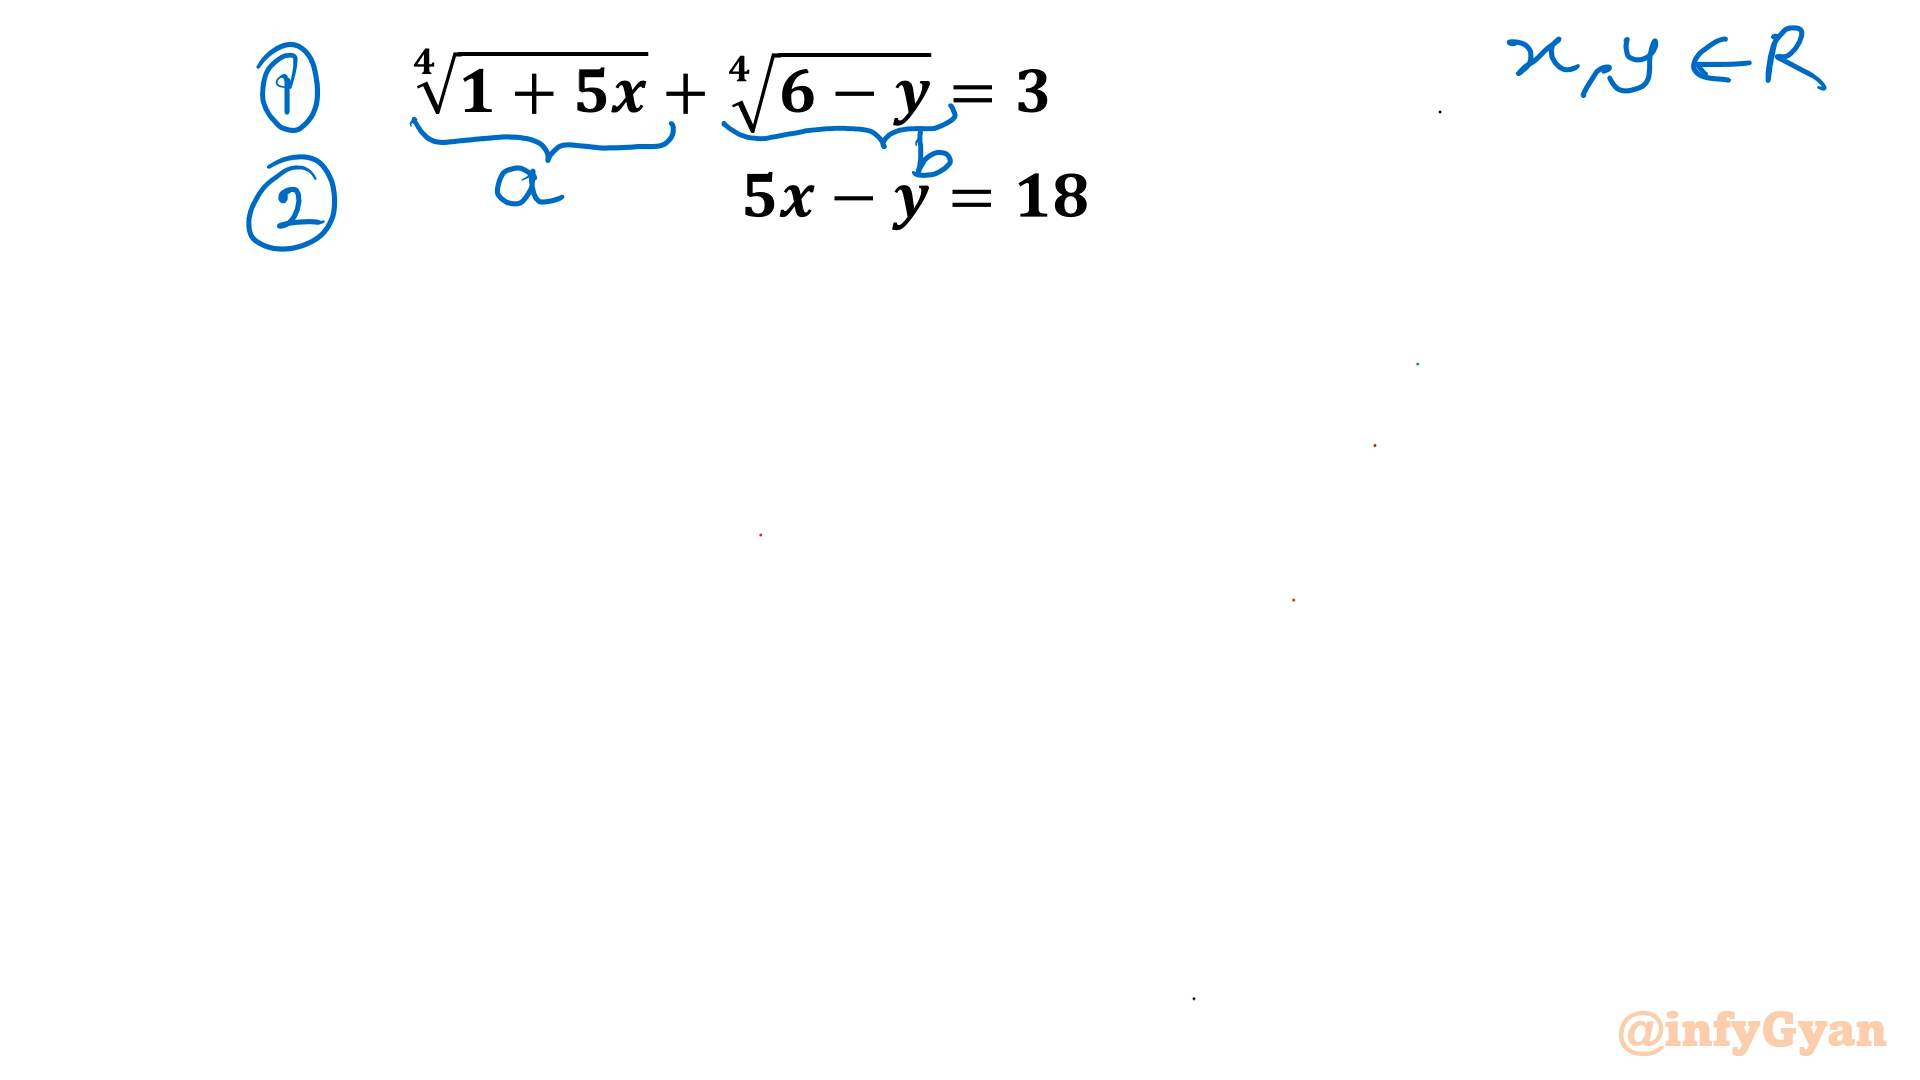 ① ∜(1 + 5x) + ∜(6 − y) = 3 x, y ∈ R
a b
② 5x − y = 18
@infyGyan